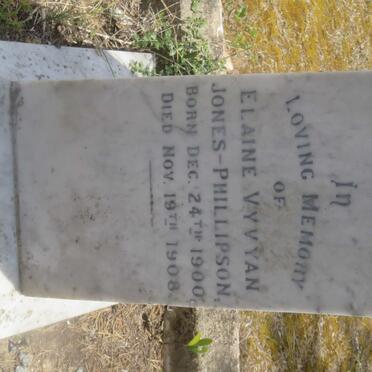 In
LOVING MEMORY
OF
ELAINE VYVYAN
JONES-PHILLIPSON,
BORN DEC. 24TH 1900.
DIED NOV. 19TH 1908.